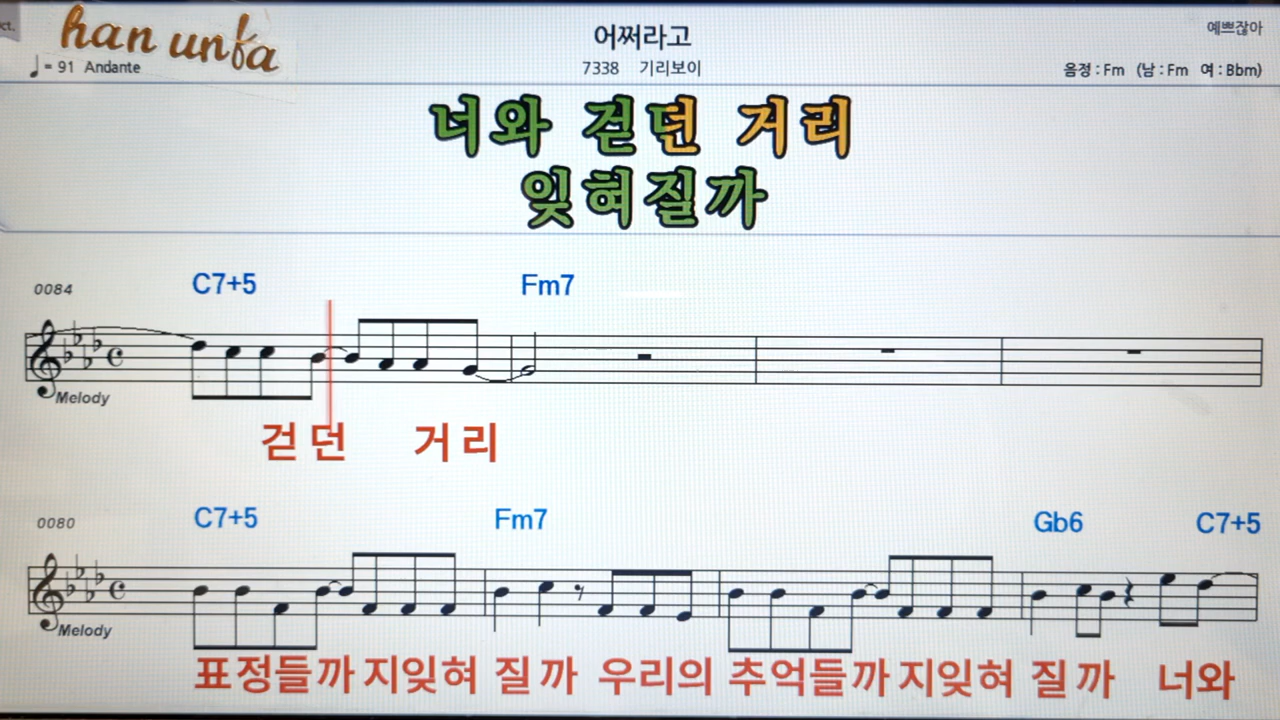 ct.
han unfa
어쩌라고
예쁘잖아
♩= 91 Andante
7338 기리보이
음정 : Fm (남 : Fm 여 : Bbm)
너와 걷던 거리
잊혀질까
0084
C7+5 Fm7
Melody
걷던 거리
0080
C7+5 Fm7 Gb6 C7+5
Melody
표정들까지잊혀 질까 우리의 추억들까지잊혀 질까 너와